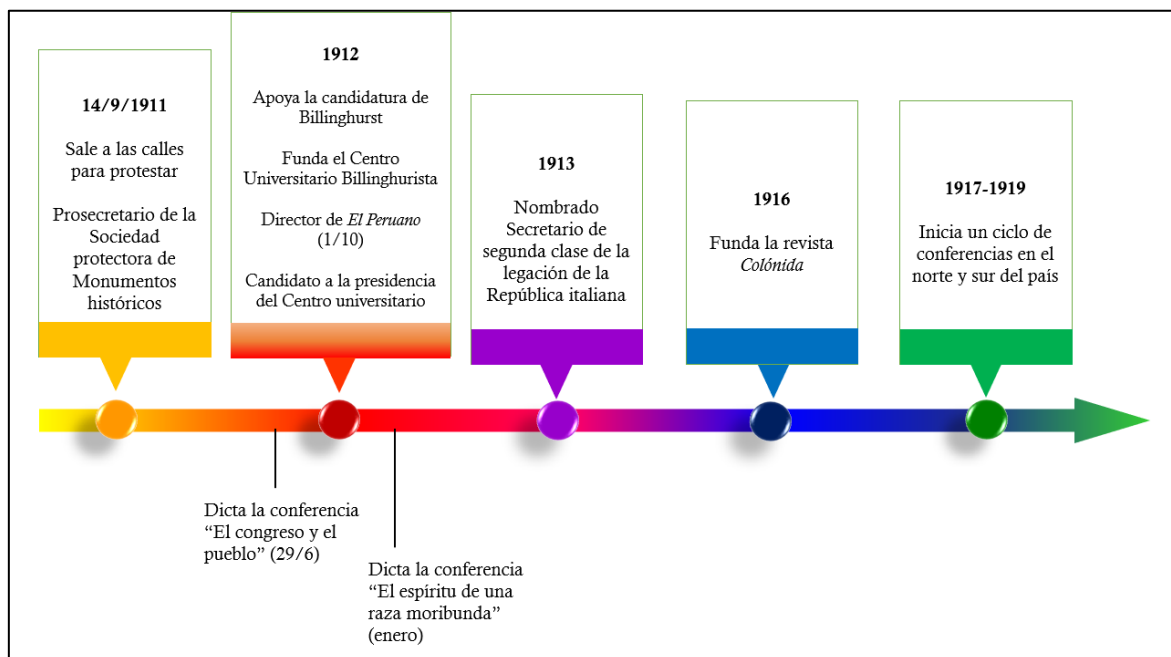 14/9/1911
Sale a las calles
para protestar
Prosecretario de la
Sociedad
protectora de
Monumentos
históricos
1912
Apoya la candidatura de
Billinghurst
Funda el Centro
Universitario Billinghurista
Director de El Peruano
(1/10)
Candidato a la presidencia
del Centro universitario
1913
Nombrado
Secretario de
segunda clase de la
legación de la
República italiana
1916
Funda la revista
Colónida
1917-1919
Inicia un ciclo de
conferencias en el
norte y sur del país
Dicta la conferencia
“El congreso y el
pueblo” (29/6)
Dicta la conferencia
“El espíritu de una
raza moribunda”
(enero)